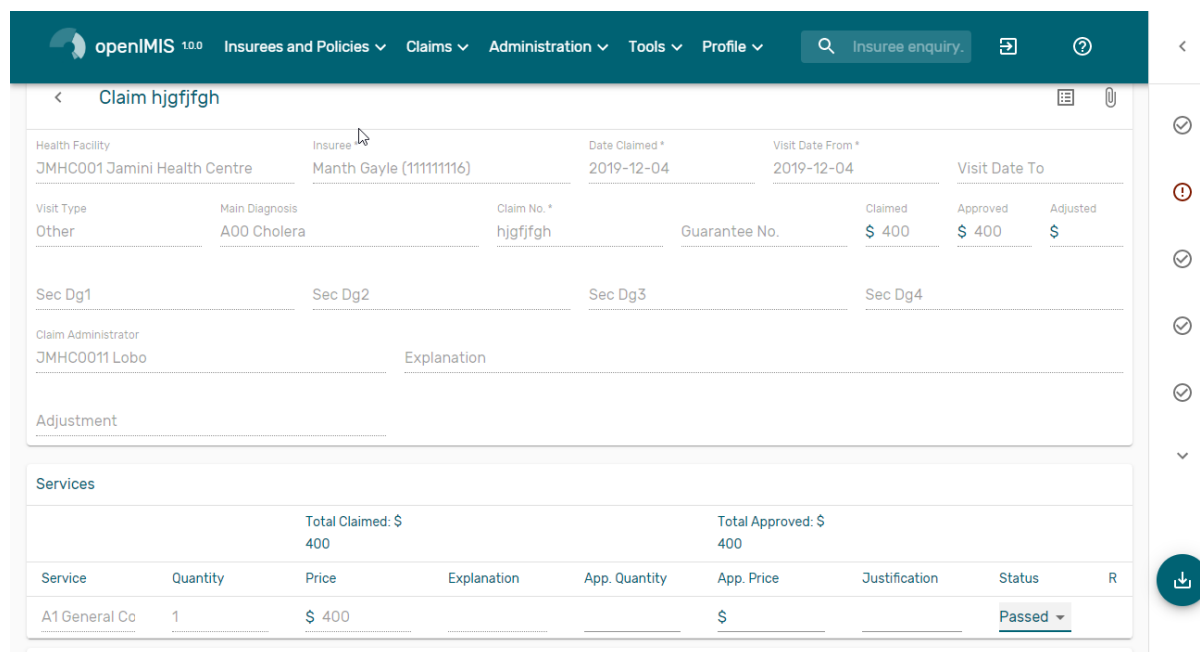 openIMIS 1.0.0 Insurees and Policies Claims Administration Tools Profile Insuree enquiry.
Claim hjgfjfgh
Health Facility Insuree * Date Claimed * Visit Date From *
JMHC001 Jamini Health Centre Manth Gayle (111111116) 2019-12-04 2019-12-04 Visit Date To
Visit Type Main Diagnosis Claim No. * Claimed Approved Adjusted
Other A00 Cholera hjgfjfgh Guarantee No. $ 400 $ 400 $
Sec Dg1 Sec Dg2 Sec Dg3 Sec Dg4
Claim Administrator
JMHC0011 Lobo Explanation
Adjustment
Services
Total Claimed: $ Total Approved: $
400 400
Service Quantity Price Explanation App. Quantity App. Price Justification Status R
A1 General Co 1 $ 400 $ Passed